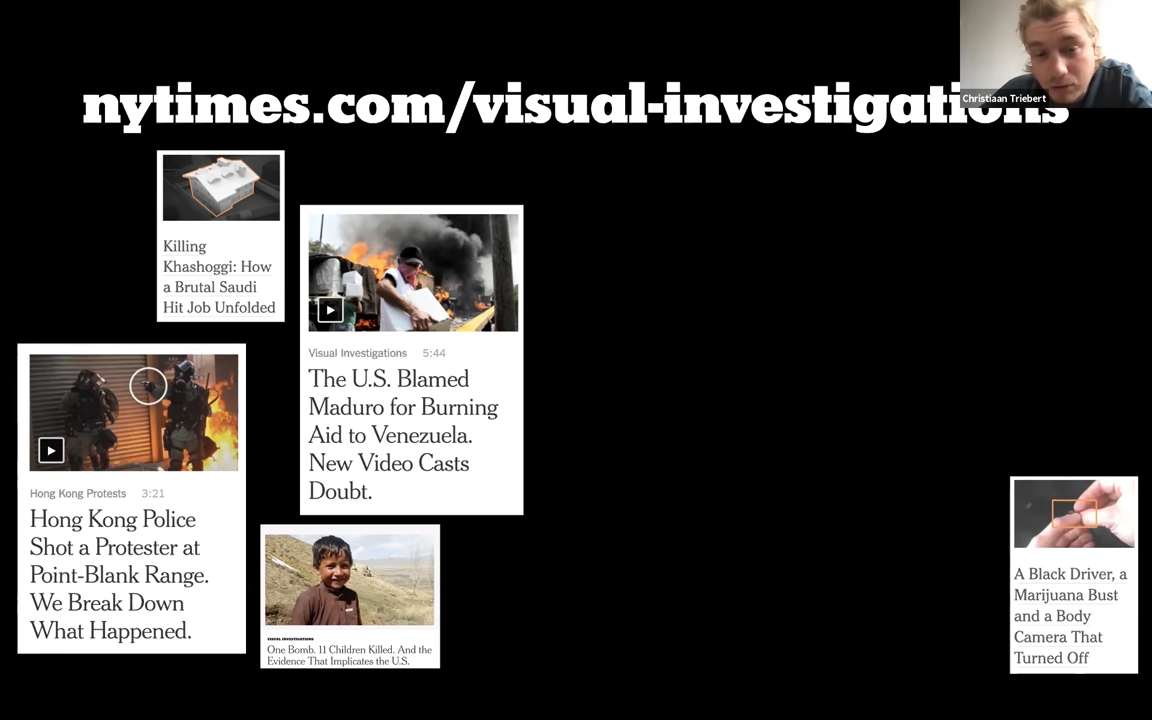 Christiaan Triebert
nytimes.com/visual-investigations
Killing
Khashoggi: How
a Brutal Saudi
Hit Job Unfolded
Visual Investigations 5:44
The U.S. Blamed
Maduro for Burning
Aid to Venezuela.
New Video Casts
Doubt.
Hong Kong Protests 3:21
Hong Kong Police
Shot a Protester at
Point-Blank Range.
We Break Down
What Happened.
VISUAL INVESTIGATIONS
One Bomb. 11 Children Killed. And the
Evidence That Implicates the U.S.
A Black Driver, a
Marijuana Bust
and a Body
Camera That
Turned Off